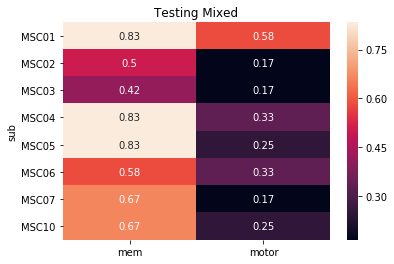 Testing Mixed
sub
MSC01 0.83 0.58
MSC02 0.5 0.17
MSC03 0.42 0.17
MSC04 0.83 0.33
MSC05 0.83 0.25
MSC06 0.58 0.33
MSC07 0.67 0.17
MSC10 0.67 0.25
mem motor
0.75
0.60
0.45
0.30